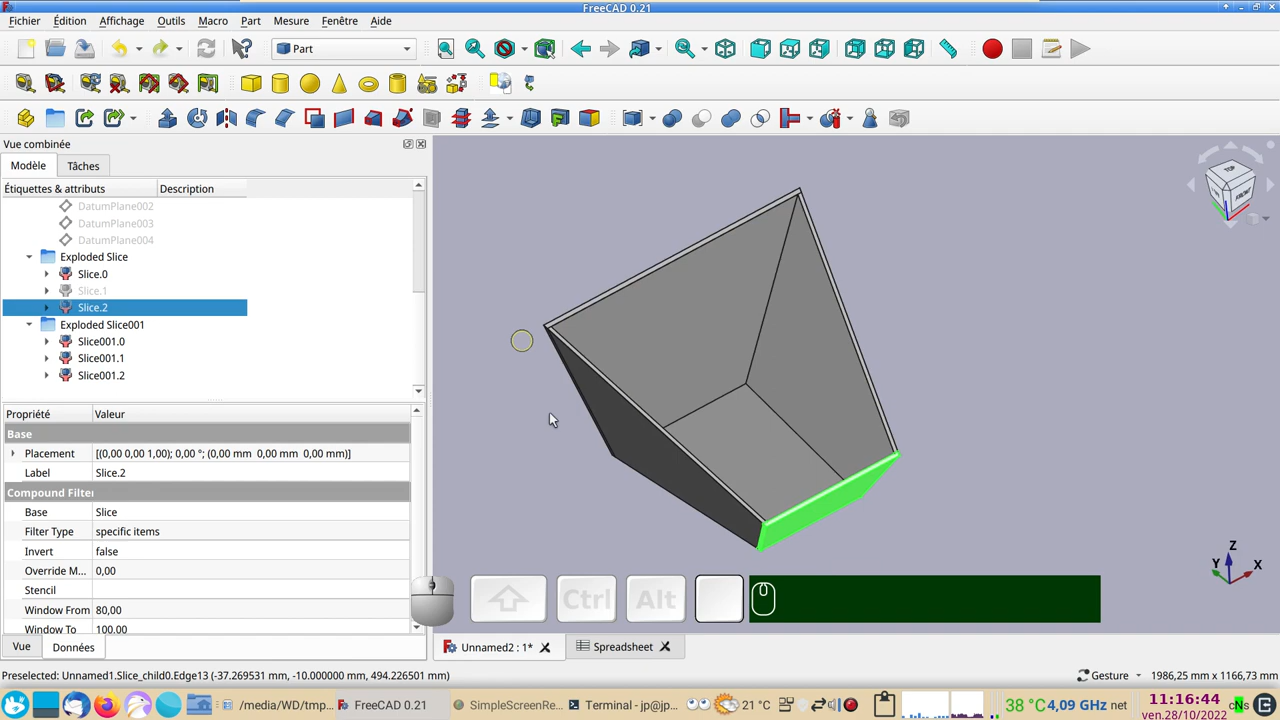 FreeCAD 0.21
Fichier Édition Affichage Outils Macro Part Mesure Fenêtre Aide
Part
Vue combinée
Modèle Tâches
Étiquettes & attributs Description
DatumPlane002
DatumPlane003
DatumPlane004
Exploded Slice
Slice.0
Slice.1
Slice.2
Exploded Slice001
Slice001.0
Slice001.1
Slice001.2
Propriété Valeur
Base
Placement [(0,00 0,00 1,00); 0,00 °; (0,00 mm 0,00 mm 0,00 mm)]
Label Slice.2
Compound Filter
Base Slice
Filter Type specific items
Invert false
Override M... 0,00
Stencil
Window From 80,00
Window To 100,00
Vue Données
TOP
FRONT
Z
Y X
Ctrl Alt
Unnamed2 : 1* Spreadsheet
Preselected: Unnamed1.Slice_child0.Edge13 (-37.269531 mm, -10.000000 mm, 454.226501 mm) Gesture 1986,25 mm x 1166,73 mm
/media/WD/tmp... FreeCAD 0.21 SimpleScreenRe... Terminal - jp@jp... 21 °C 38 °C 4,09 GHz net 11:16:44
ven.28/10/2022